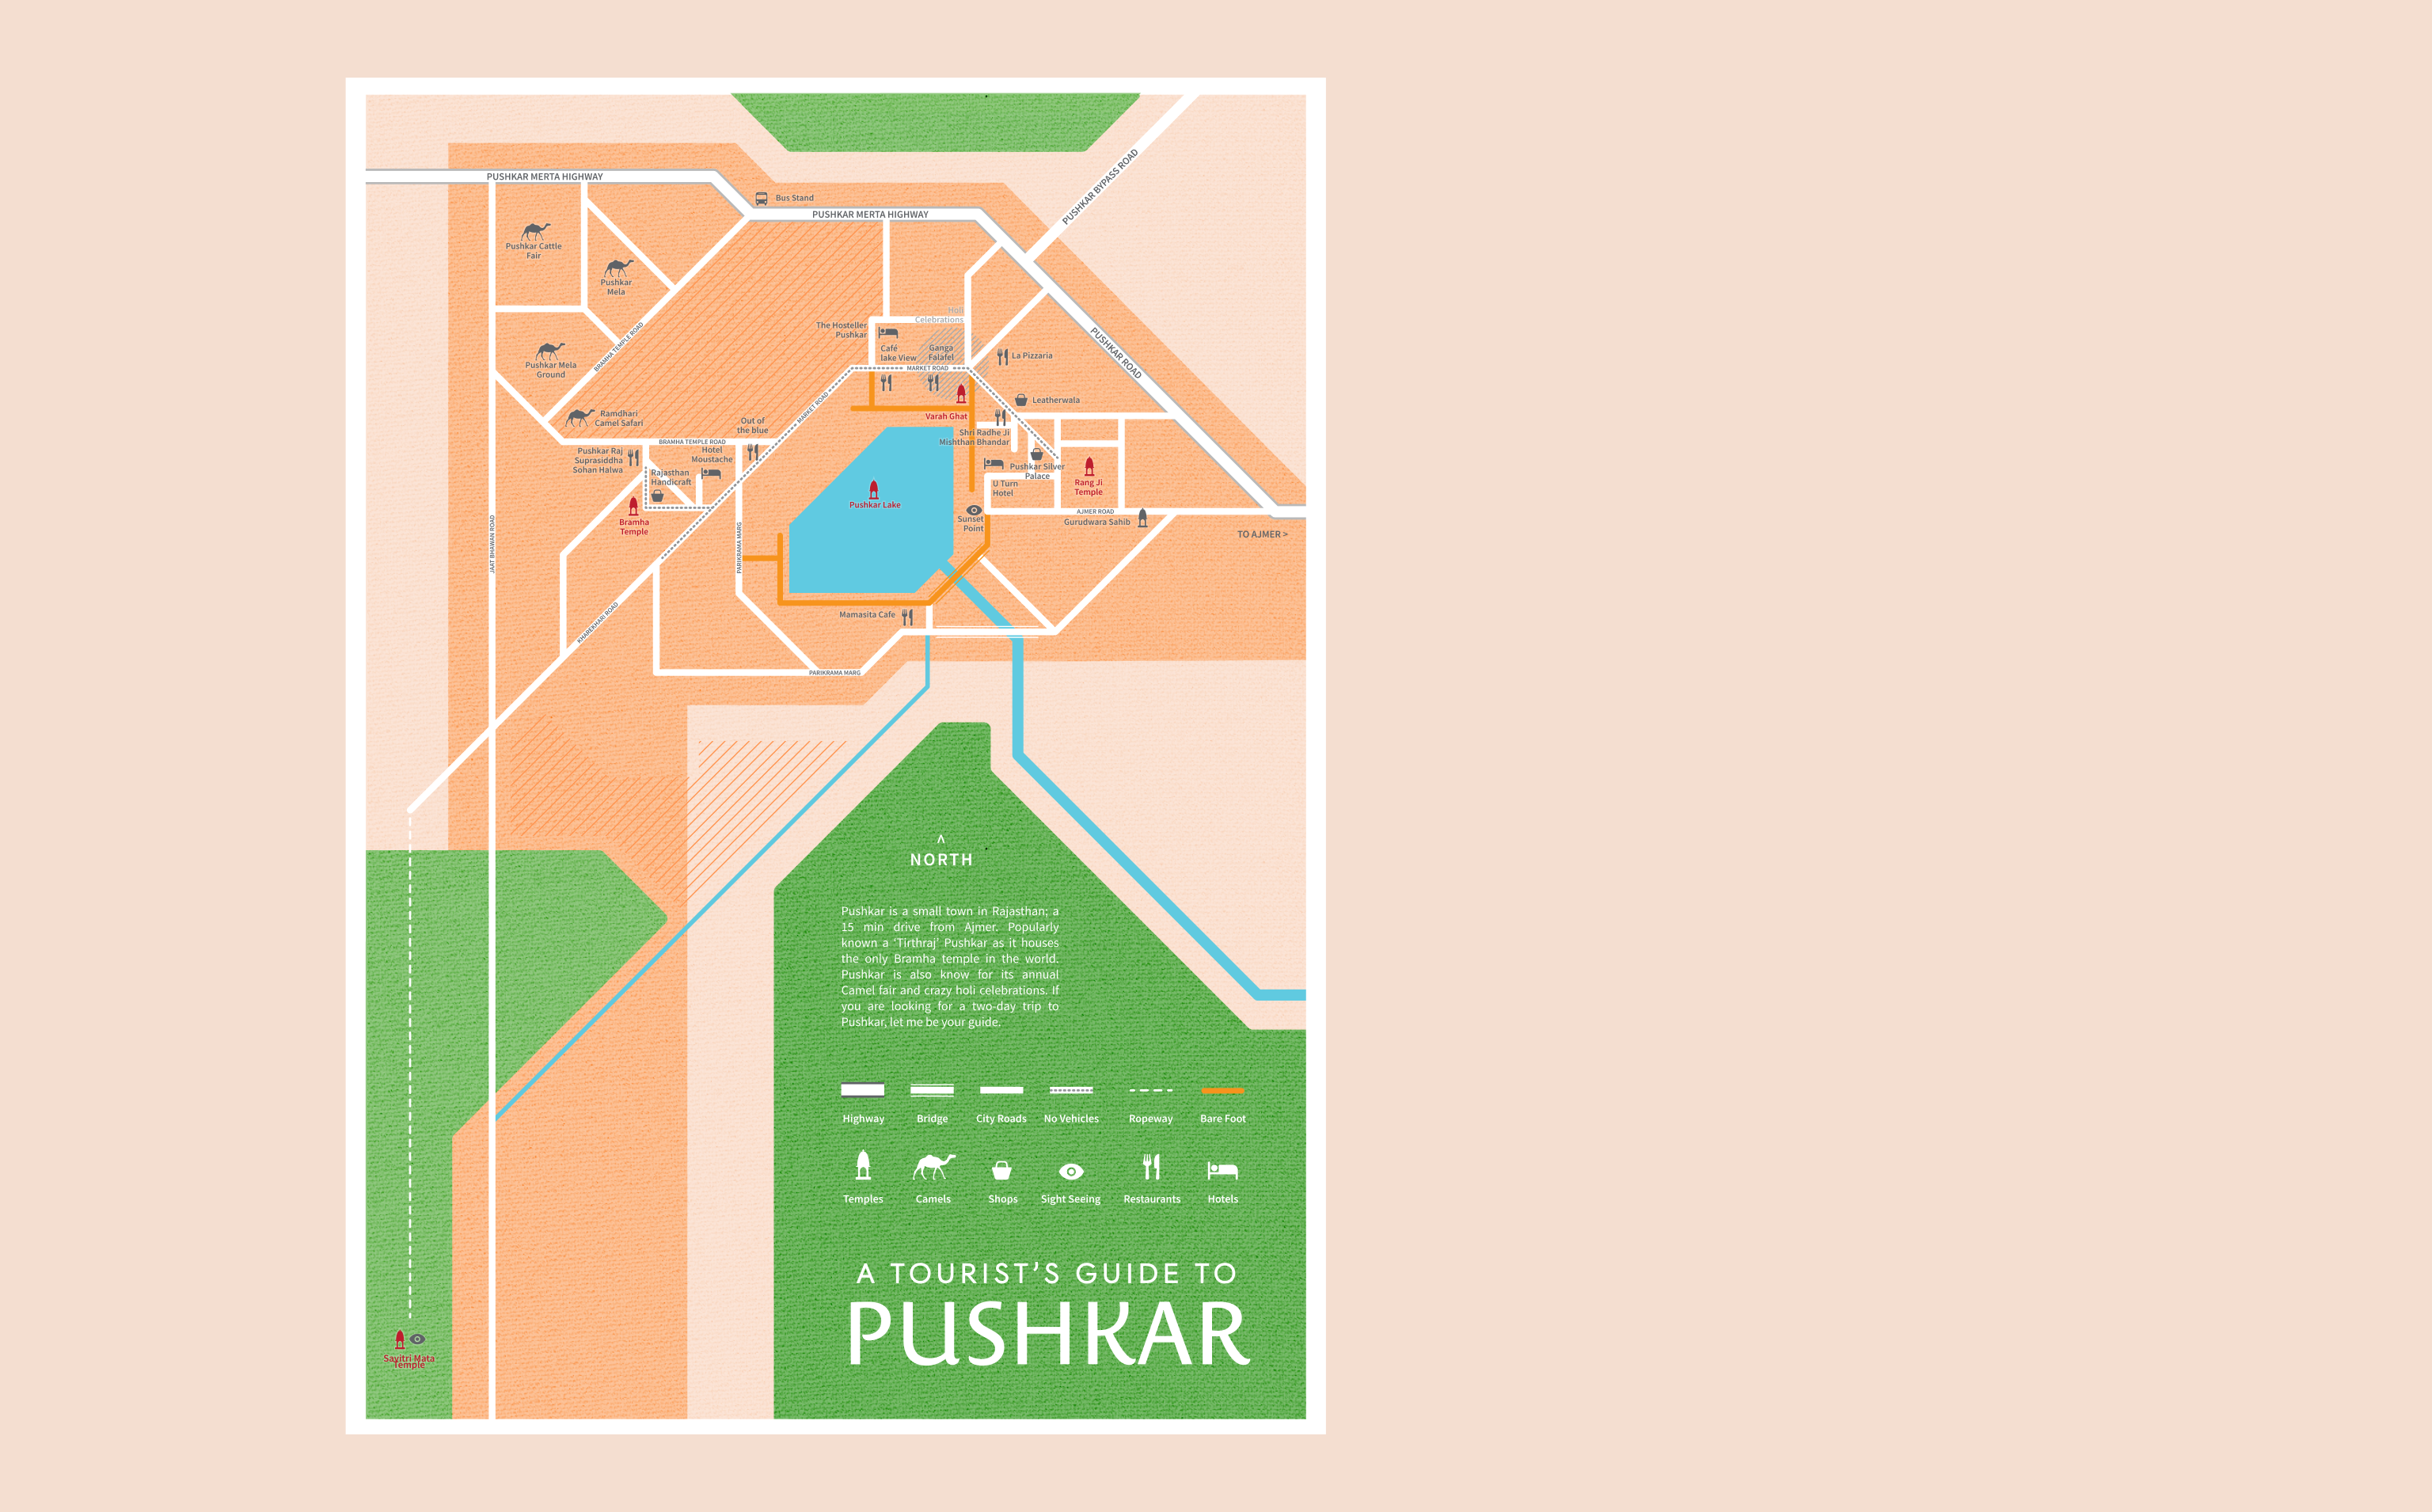 PUSHKAR MERTA HIGHWAY
Bus Stand
PUSHKAR MERTA HIGHWAY
PUSHKAR BYPASS ROAD
Pushkar Cattle
Fair
Pushkar
Mela
BRAMHA TEMPLE ROAD
Pushkar Mela
Ground
Holi
Celebrations
The Hosteller
Pushkar
Café
lake View
Ganga
Falafel
La Pizzaria
PUSHKAR ROAD
MARKET ROAD
MARKET ROAD
Leatherwala
Varah Ghat
Ramdhari
Camel Safari
Out of
the blue
Shri Radhe Ji
Mishthan Bhandar
BRAMHA TEMPLE ROAD
Hotel
Moustache
Pushkar Raj
Suprasiddha
Sohan Halwa
Rajasthan
Handicraft
Pushkar Silver
Palace
U Turn
Hotel
Rang Ji
Temple
Pushkar Lake
Bramha
Temple
Sunset
Point
AJMER ROAD
Gurudwara Sahib
TO AJMER >
JAAT BHAWAN ROAD
PARIKRAMA MARG
KHAREKHARI ROAD
Mamasita Cafe
PARIKRAMA MARG
NORTH
Pushkar is a small town in Rajasthan; a
15 min drive from Ajmer. Popularly
known a ‘Tirthraj’ Pushkar as it houses
the only Bramha temple in the world.
Pushkar is also know for its annual
Camel fair and crazy holi celebrations. If
you are looking for a two-day trip to
Pushkar, let me be your guide.
Highway Bridge City Roads No Vehicles Ropeway Bare Foot
Temples Camels Shops Sight Seeing Restaurants Hotels
A TOURIST’S GUIDE TO
PUSHKAR
Savitri Mata
Temple